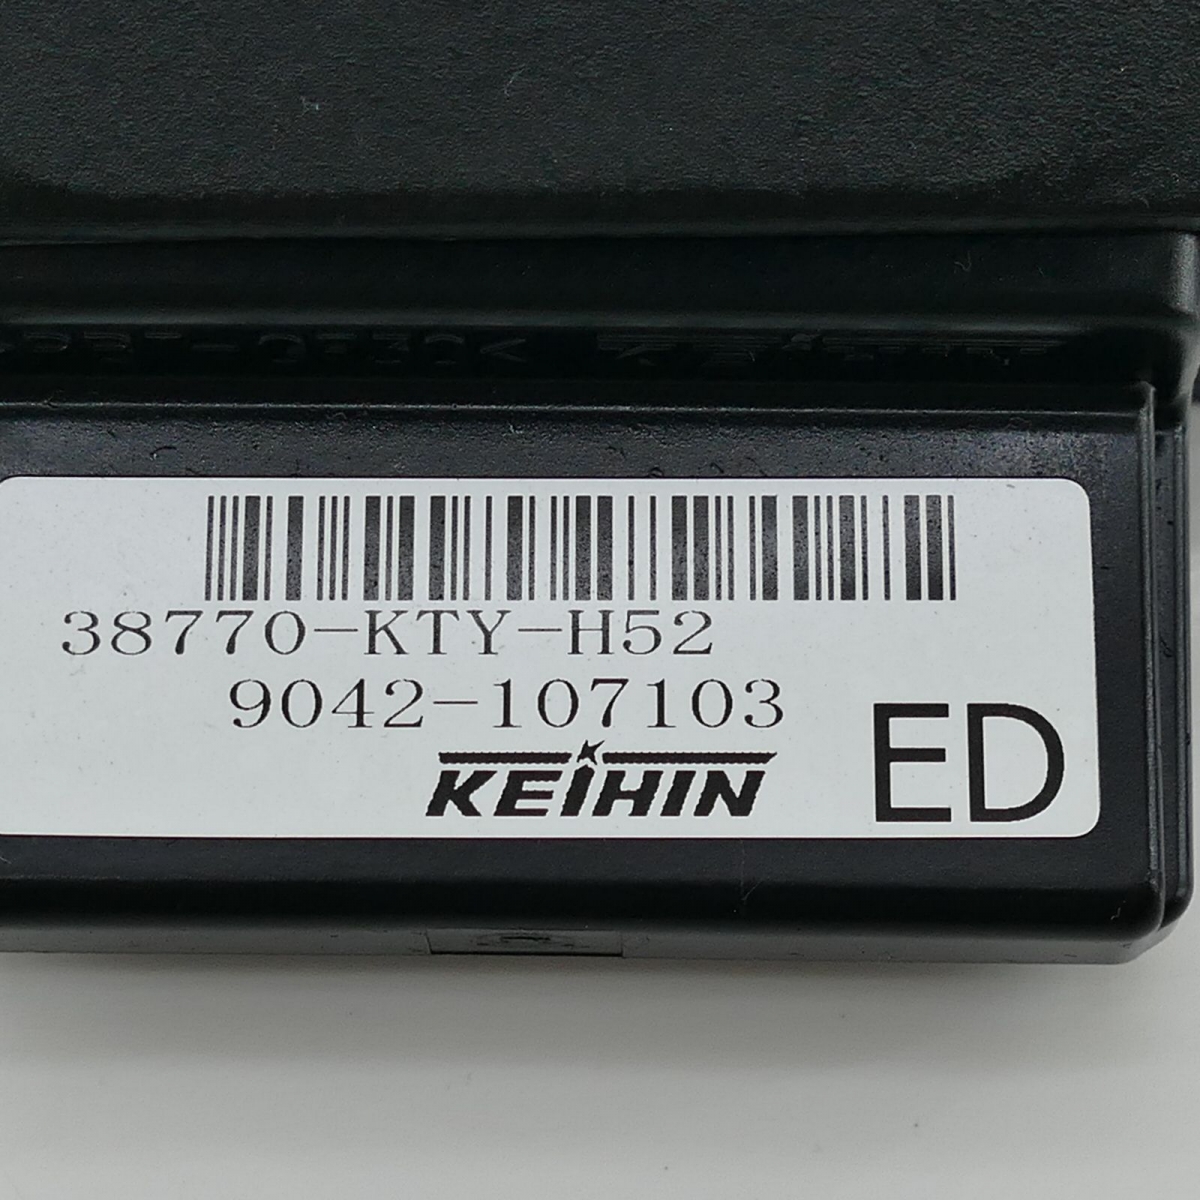 38770-KTY-H52
9042-107103
KEIHIN
ED